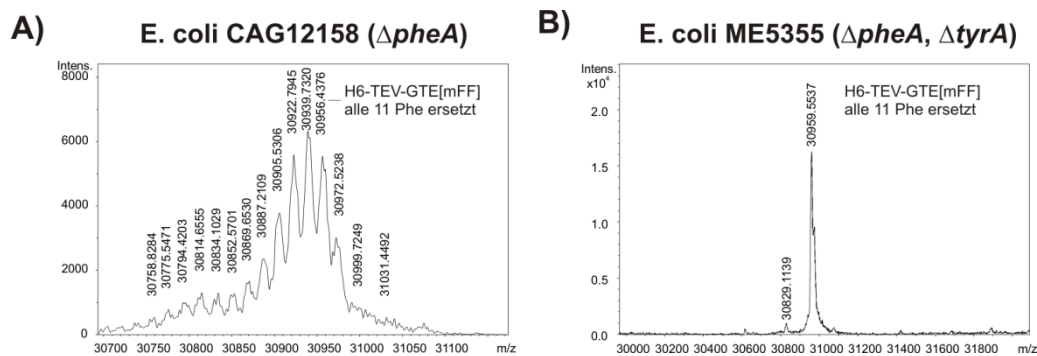 A)
E. coli CAG12158 (ΔpheA)
Intens.
8000
6000
4000
2000
0
30758.8284
30775.5471
30794.4203
30814.6555
30834.1029
30852.5701
30869.6530
30887.2109
30905.5306
30922.7945
30939.7320
30956.4376
30972.5238
30999.7249
31031.4492
H6-TEV-GTE[mFF]
alle 11 Phe ersetzt
30700 30750 30800 30850 30900 30950 31000 31050 31100 m/z
B)
E. coli ME5355 (ΔpheA, ΔtyrA)
Intens.
x10⁴
2.0
1.5
1.0
0.5
0.0
30829.1139
30959.5537
H6-TEV-GTE[mFF]
alle 11 Phe ersetzt
30000 30200 30400 30600 30800 31000 31200 31400 31600 31800 m/z